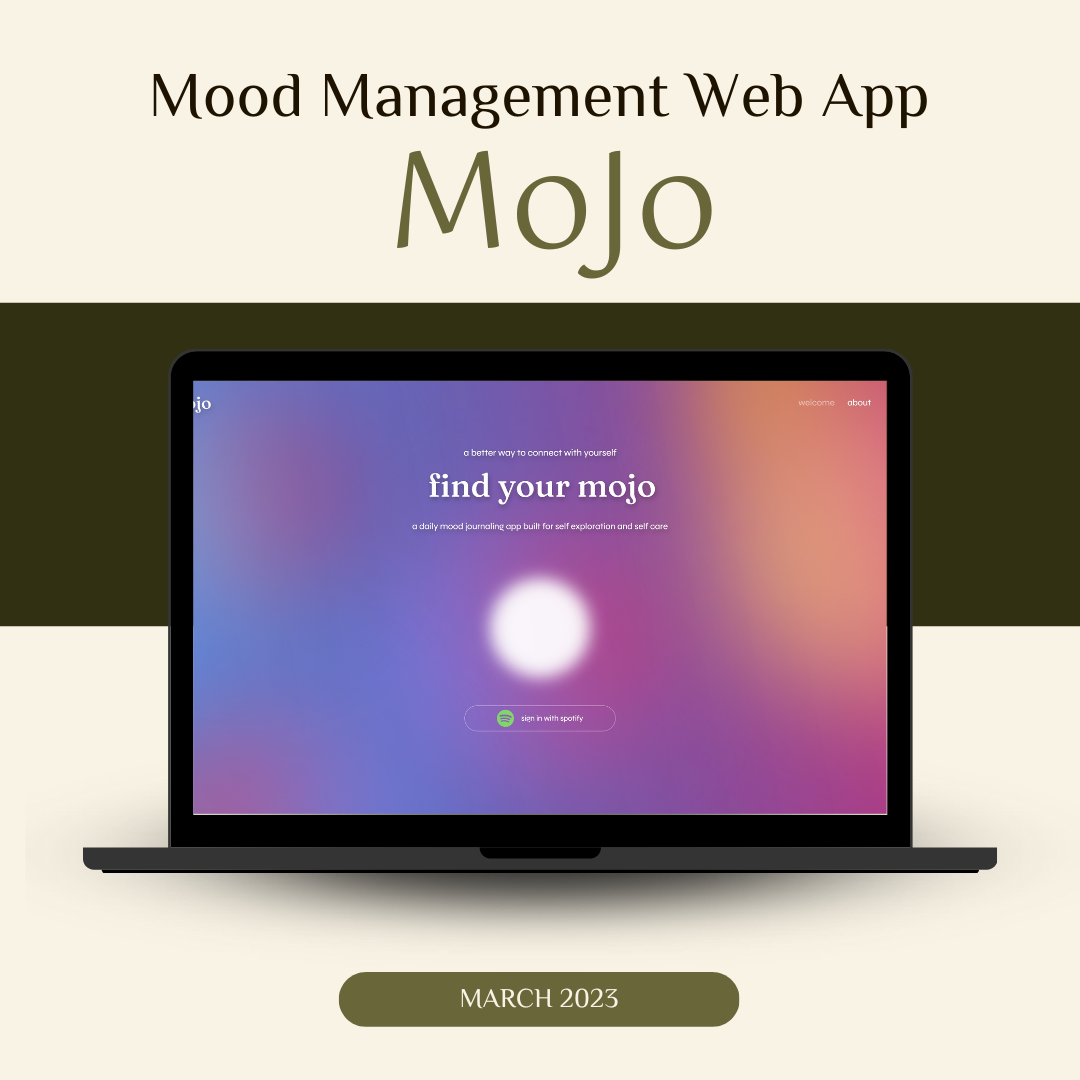 Mood Management Web App
MoJo
ojo
welcome about
a better way to connect with yourself
find your mojo
a daily mood journaling app built for self exploration and self care
sign in with spotify
MARCH 2023